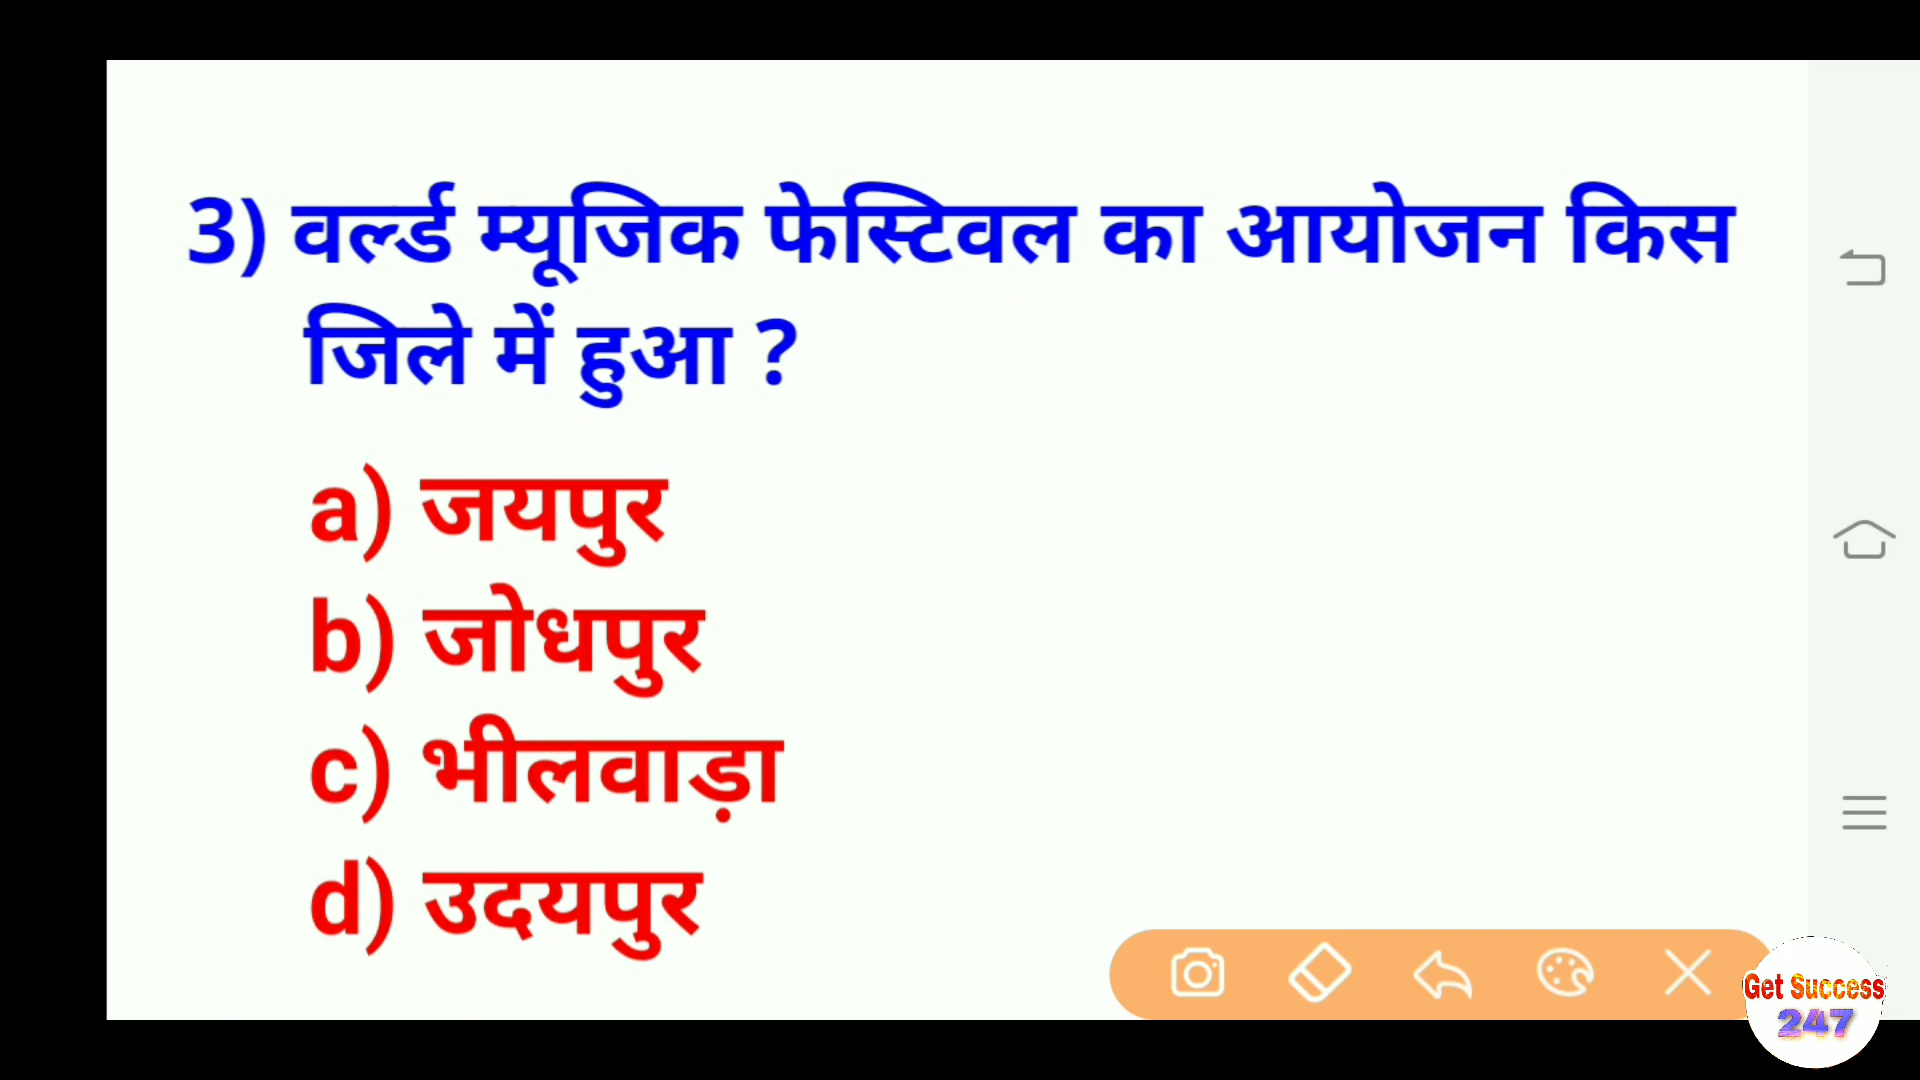 3) वर्ल्ड म्यूजिक फेस्टिवल का आयोजन किस
जिले में हुआ ?
a) जयपुर
b) जोधपुर
c) भीलवाड़ा
d) उदयपुर
Get Success
247